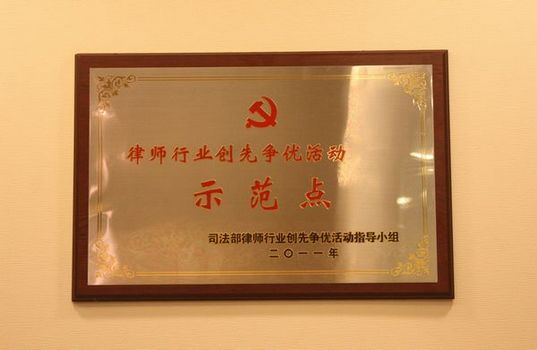 律师行业创先争优活动
示范点
司法部律师行业创先争优活动指导小组
二〇一一年